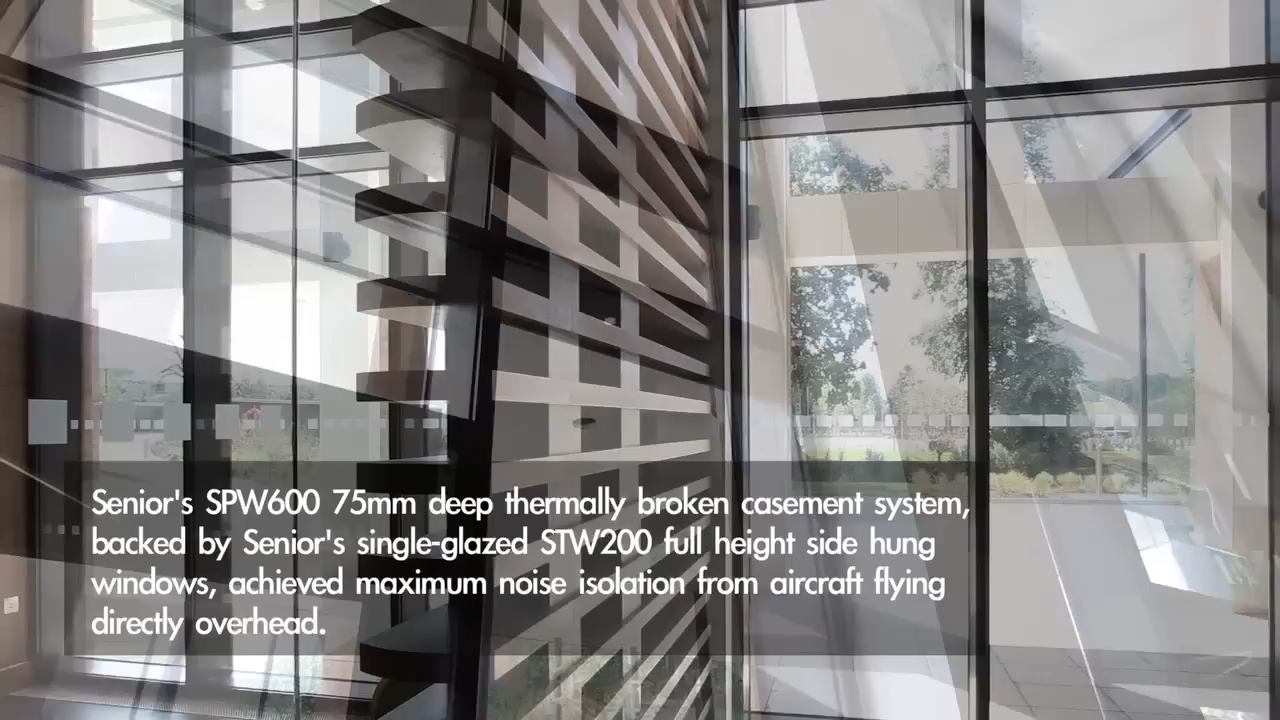 Senior's SPW600 75mm deep thermally broken casement system,
backed by Senior's single-glazed STW200 full height side hung
windows, achieved maximum noise isolation from aircraft flying
directly overhead.